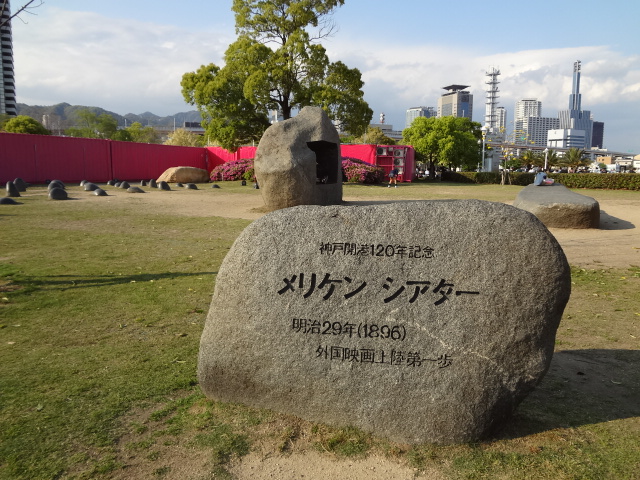 神戸開港120年記念
メリケン シアター
明治29年(1896)
外国映画上陸第一歩